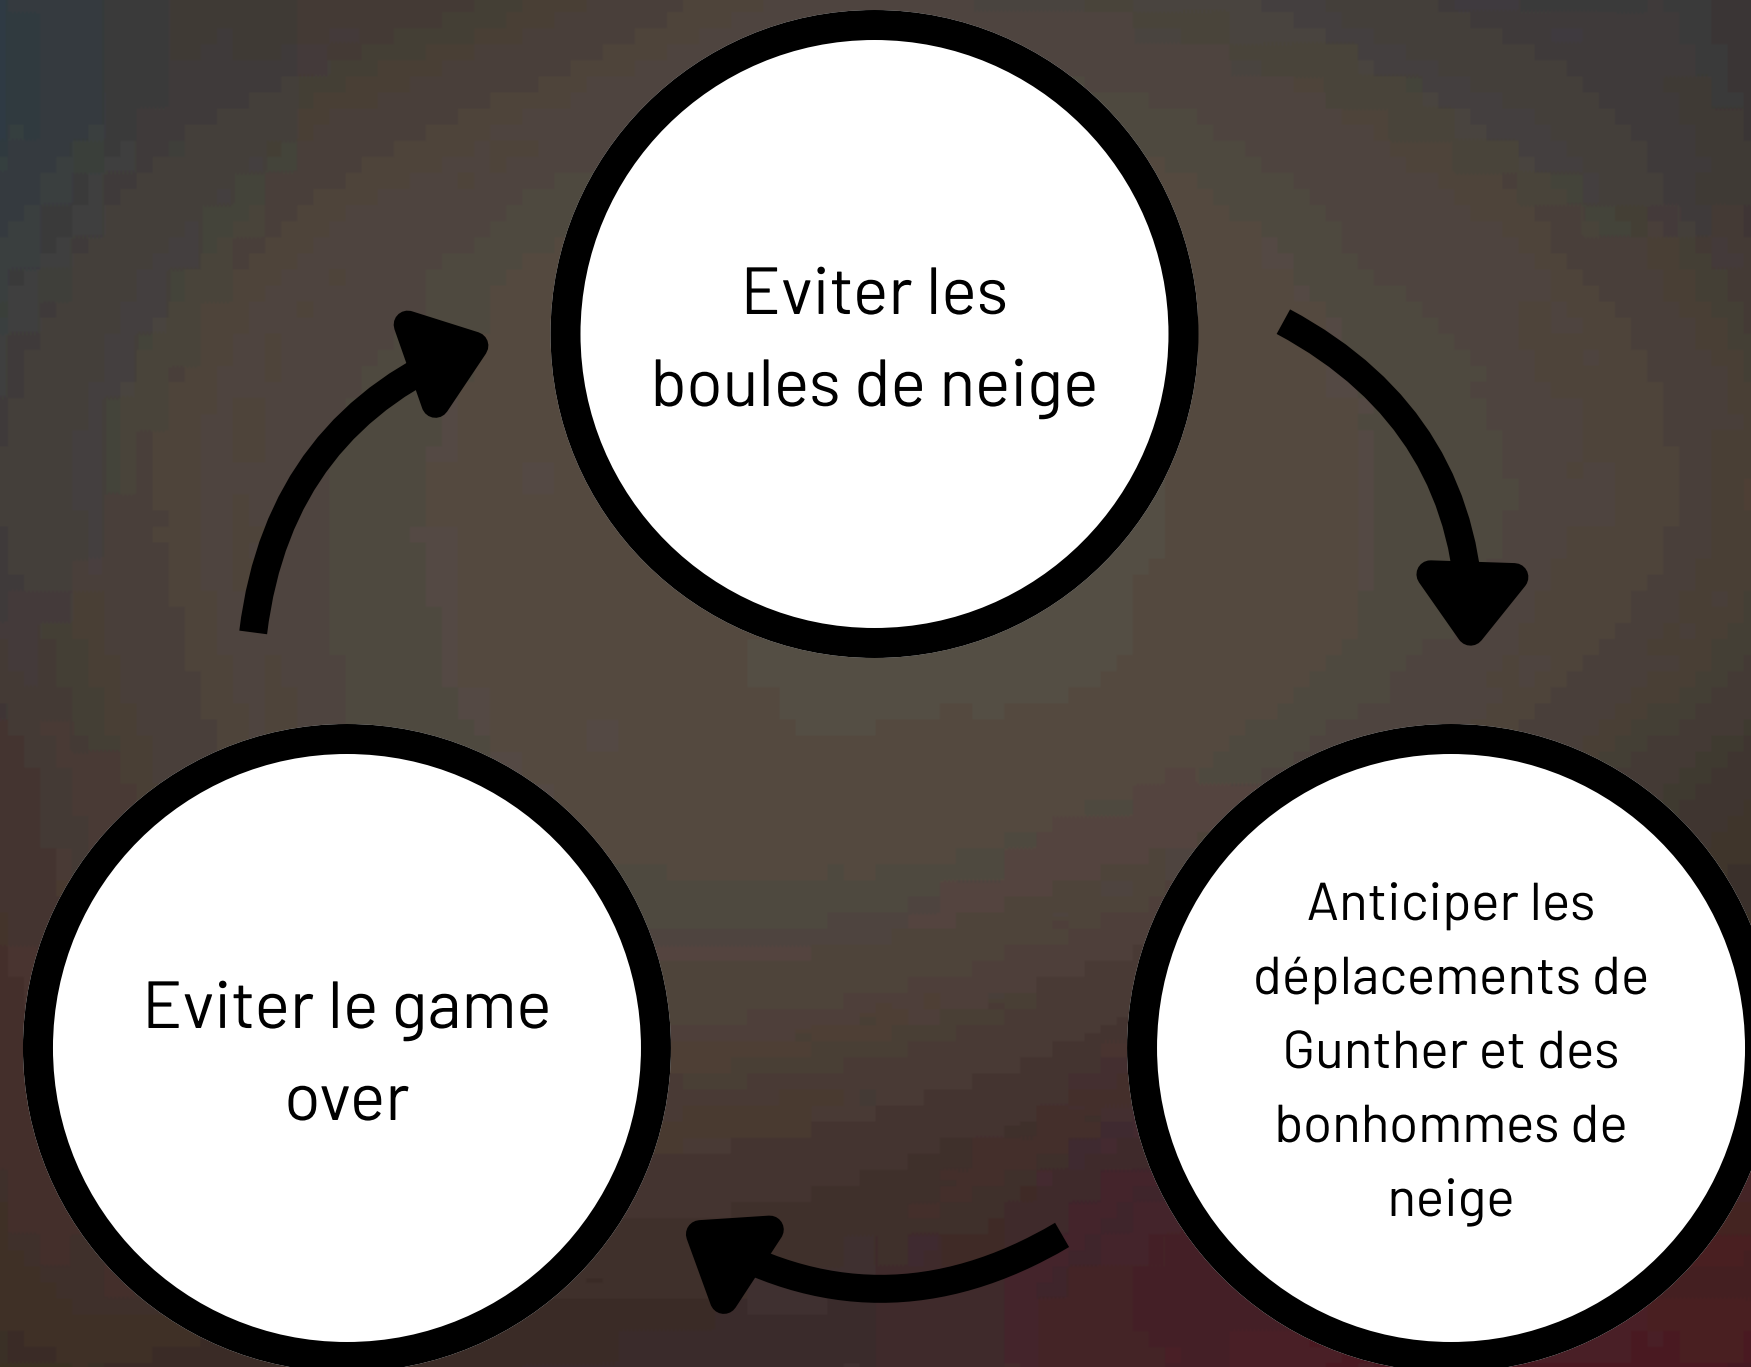 Eviter les
boules de neige
Anticiper les
déplacements de
Gunther et des
bonhommes de
neige
Eviter le game
over